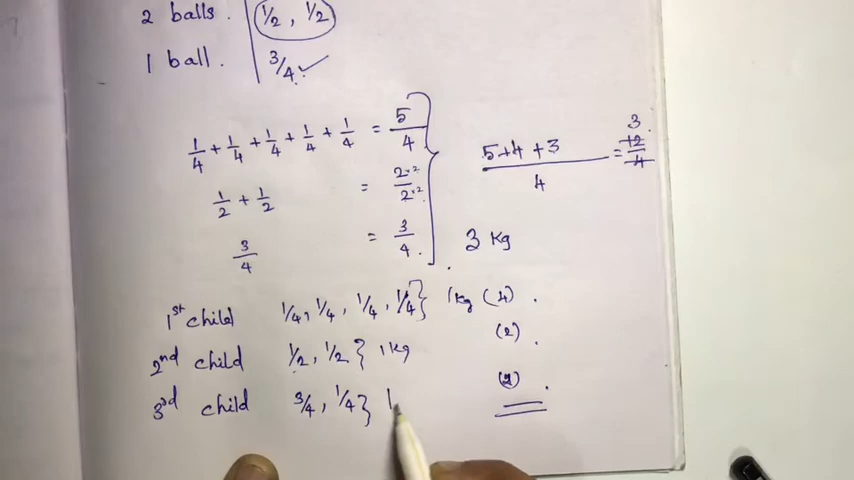 2 balls. 1/2, 1/2
1 ball. 3/4.
1/4 + 1/4 + 1/4 + 1/4 + 1/4 = 5/4
5+4+3/4 = 12/4 3.
1/2 + 1/2 = 2×2/2×2
3/4 = 3/4.
3 Kg
1st child 1/4, 1/4, 1/4, 1/4} 1kg (4).
2nd child 1/2, 1/2} 1kg (2).
3rd child 3/4, 1/4} 1 (2).